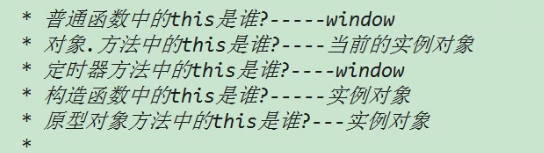 * 普通函数中的this是谁?-----window
* 对象.方法中的this是谁?----当前的实例对象
* 定时器方法中的this是谁?----window
* 构造函数中的this是谁?-----实例对象
* 原型对象方法中的this是谁?---实例对象
*